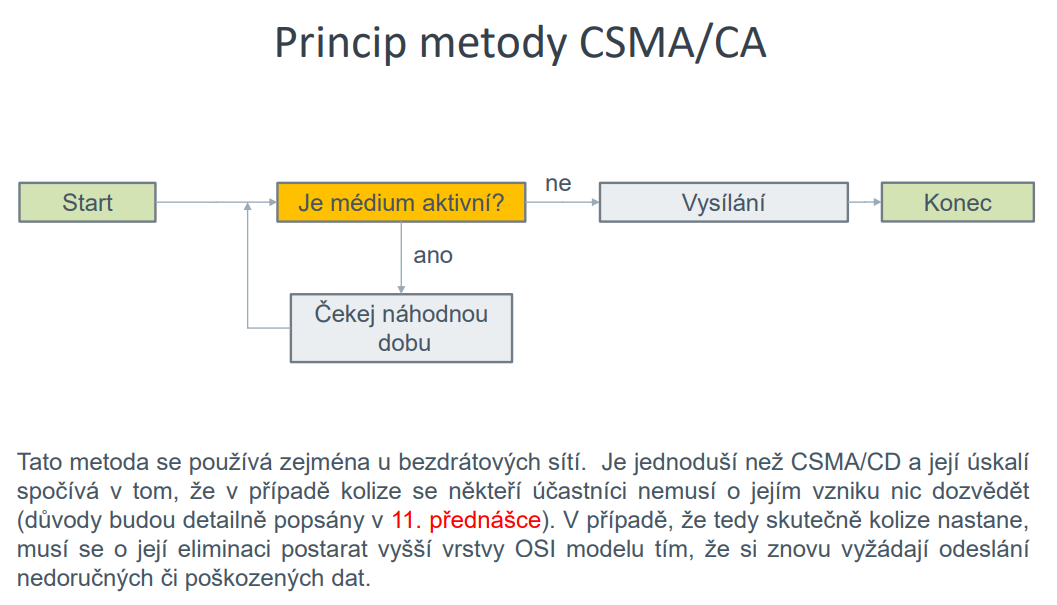 Princip metody CSMA/CA
Start
Je médium aktivní?
ne
Vysílání
Konec
ano
Čekej náhodnou
dobu
Tato metoda se používá zejména u bezdrátových sítí. Je jednoduší než CSMA/CD a její úskalí
spočívá v tom, že v případě kolize se někteří účastníci nemusí o jejím vzniku nic dozvědět
(důvody budou detailně popsány v 11. přednášce). V případě, že tedy skutečně kolize nastane,
musí se o její eliminaci postarat vyšší vrstvy OSI modelu tím, že si znovu vyžádají odeslání
nedoručných či poškozených dat.